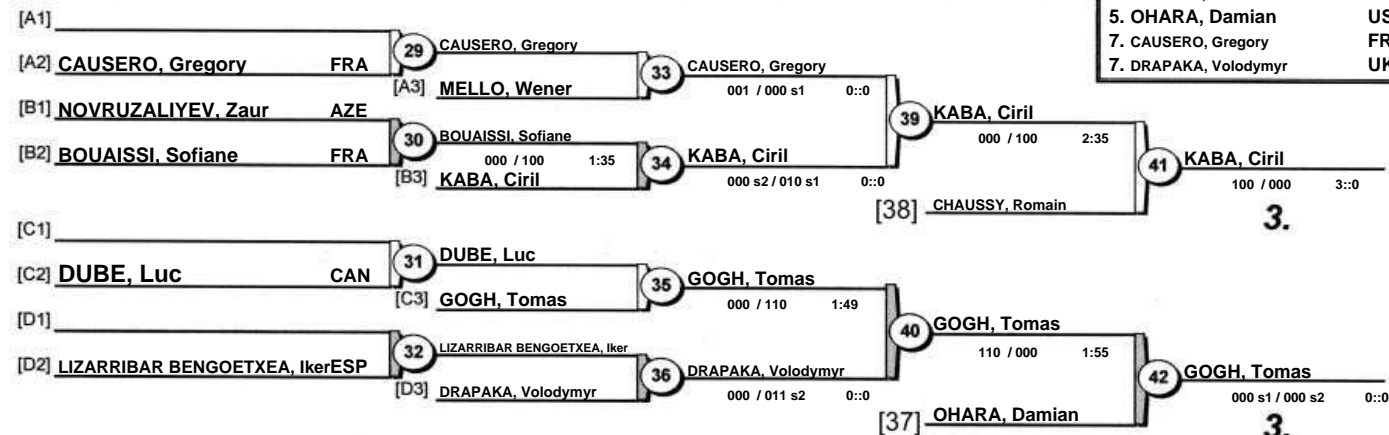 5. OHARA, Damian US
7. CAUSERO, Gregory FR
7. DRAPAKA, Volodymyr UK
[A1]
[A2] CAUSERO, Gregory FRA
29
CAUSERO, Gregory
[A3] MELLO, Wener
33
CAUSERO, Gregory
001 / 000 s1 0::0
[B1] NOVRUZALIYEV, Zaur AZE
[B2] BOUAISSI, Sofiane FRA
30
BOUAISSI, Sofiane
000 / 100 1:35
[B3] KABA, Ciril
34
KABA, Ciril
000 s2 / 010 s1 0::0
39
KABA, Ciril
000 / 100 2:35
[38] CHAUSSY, Romain
41
KABA, Ciril
100 / 000 3::0
3.
[C1]
[C2] DUBE, Luc CAN
31
DUBE, Luc
[C3] GOGH, Tomas
35
GOGH, Tomas
000 / 110 1:49
[D1]
[D2] LIZARRIBAR BENGOETXEA, IkerESP
32
LIZARRIBAR BENGOETXEA, Iker
[D3] DRAPAKA, Volodymyr
36
DRAPAKA, Volodymyr
000 / 011 s2 0::0
40
GOGH, Tomas
110 / 000 1:55
[37] OHARA, Damian
42
GOGH, Tomas
000 s1 / 000 s2 0::0
3.